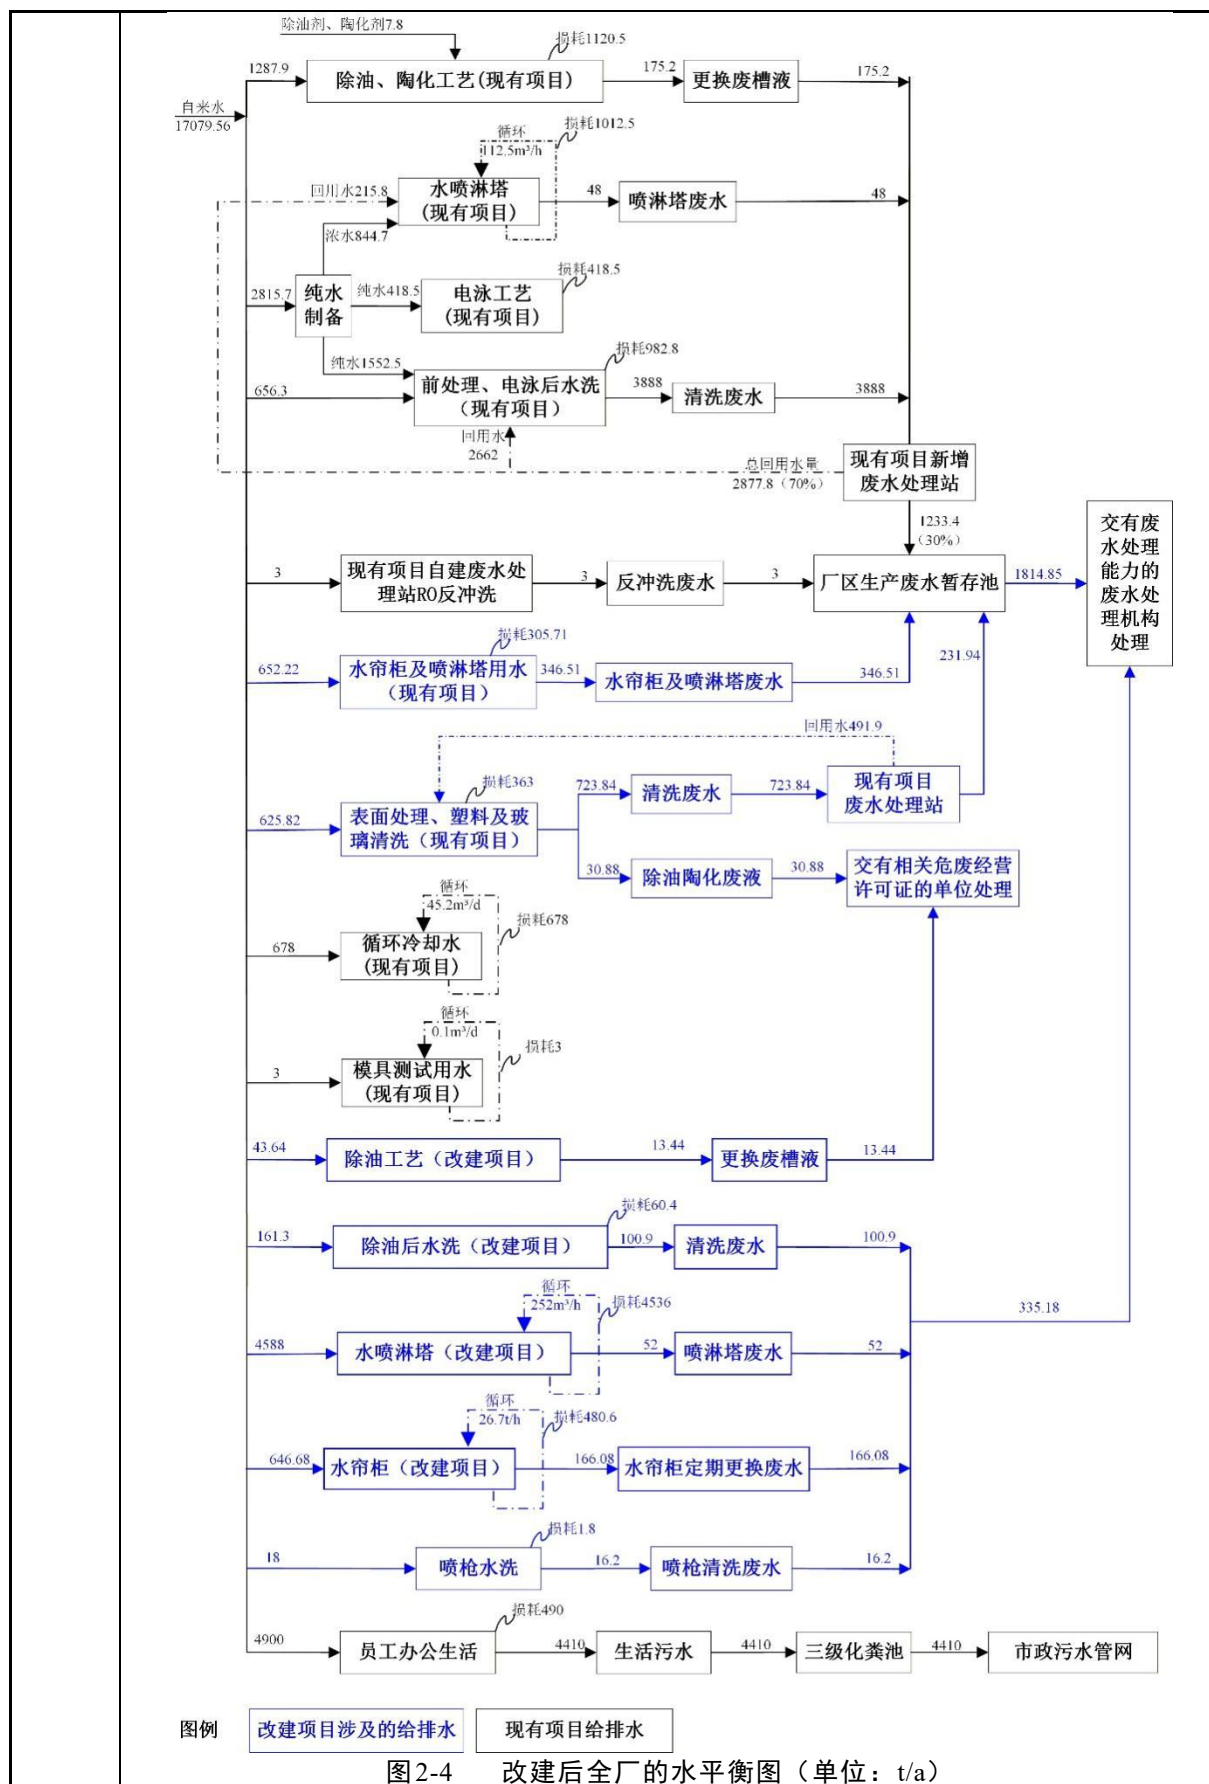 除油剂、陶化剂7.8
损耗1120.5
1287.9
除油、陶化工艺(现有项目)
175.2
更换废槽液
175.2
自来水
17079.56
循环
112.5m³/h
损耗1012.5
回用水215.8
水喷淋塔
(现有项目)
48
喷淋塔废水
48
浓水844.7
2815.7
纯水
制备
纯水418.5
电泳工艺
(现有项目)
损耗418.5
纯水1552.5
损耗982.8
656.3
前处理、电泳后水洗
（现有项目）
3888
清洗废水
3888
回用水
2662
总回用水量
2877.8（70%）
现有项目新增
废水处理站
1233.4
（30%）
3
现有项目自建废水处
理站RO反冲洗
3
反冲洗废水
3
厂区生产废水暂存池
1814.85
交有废
水处理
能力的
废水处
理机构
处理
损耗305.71
652.22
水帘柜及喷淋塔用水
（现有项目）
346.51
水帘柜及喷淋塔废水
346.51
231.94
回用水491.9
损耗363
625.82
表面处理、塑料及玻
璃清洗（现有项目）
723.84
清洗废水
723.84
现有项目
废水处理站
30.88
除油陶化废液
30.88
交有相关危废经营
许可证的单位处理
循环
45.2m³/d
损耗678
678
循环冷却水
(现有项目)
循环
0.1m³/d
损耗3
3
模具测试用水
(现有项目)
43.64
除油工艺（改建项目）
13.44
更换废槽液
13.44
损耗60.4
161.3
除油后水洗（改建项目）
100.9
清洗废水
100.9
循环
252m³/h
损耗4536
335.18
4588
水喷淋塔（改建项目）
52
喷淋塔废水
52
循环
26.7t/h
损耗480.6
646.68
水帘柜（改建项目）
166.08
水帘柜定期更换废水
166.08
损耗1.8
18
喷枪水洗
16.2
喷枪清洗废水
16.2
损耗490
4900
员工办公生活
4410
生活污水
4410
三级化粪池
4410
市政污水管网
图例
改建项目涉及的给排水
现有项目给排水
图2-4 改建后全厂的水平衡图（单位：t/a）